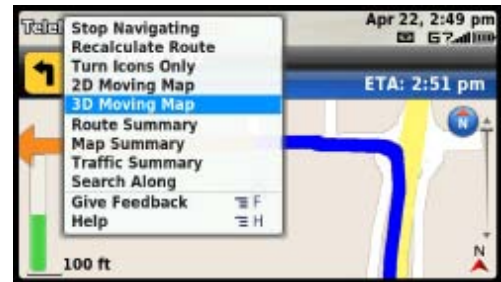 Apr 22, 2:49 pm
Stop Navigating
Recalculate Route
Turn Icons Only
2D Moving Map
ETA: 2:51 pm
3D Moving Map
Route Summary
N
Map Summary
Traffic Summary
Search Along
Give Feedback F
Help H
N
100 ft